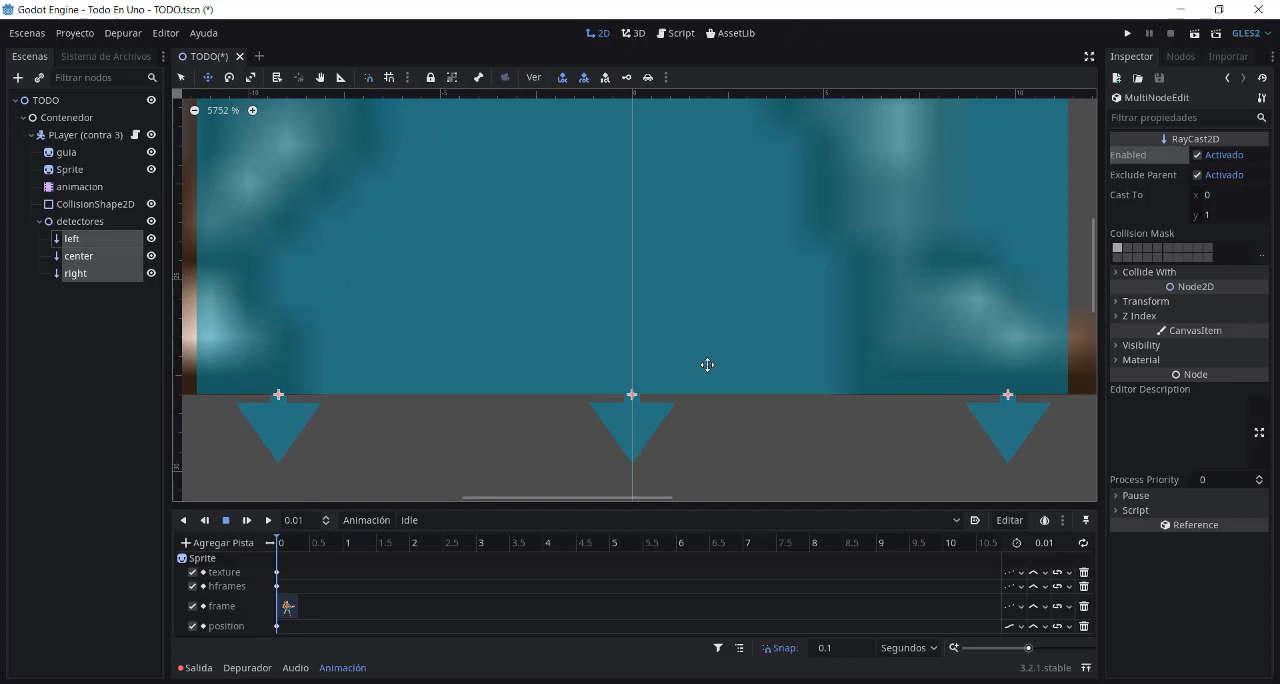 Godot Engine - Todo En Uno - TODO.tscn (*)
Escenas Proyecto Depurar Editor Ayuda
2D 3D Script AssetLib
GLES2
Escenas Sistema de Archivos
TODO(*)
Inspector Nodos Importar
Filtrar nodos
Ver
TODO
Contenedor
PLayer (contra 3)
guia
Sprite
animacion
CollisionShape2D
detectores
left
center
right
-10 -5 0 5 10
5752 %
25
30
MultiNodeEdit
Filtrar propiedades
RayCast2D
Enabled Activado
Exclude Parent Activado
Cast To x 0
y 1
Collision Mask
..
Collide With
Node2D
Transform
Z Index
CanvasItem
Visibility
Material
Node
Editor Description
Process Priority 0
Pause
Script
Reference
0.01 Animación Idle Editar
Agregar Pista 0 0.5 1 1.5 2 2.5 3 3.5 4 4.5 5 5.5 6 6.5 7 7.5 8 8.5 9 9.5 10 10.5 0.01
Sprite
texture
hframes
frame
position
Snap: 0.1 Segundos
Salida Depurador Audio Animación
3.2.1.stable